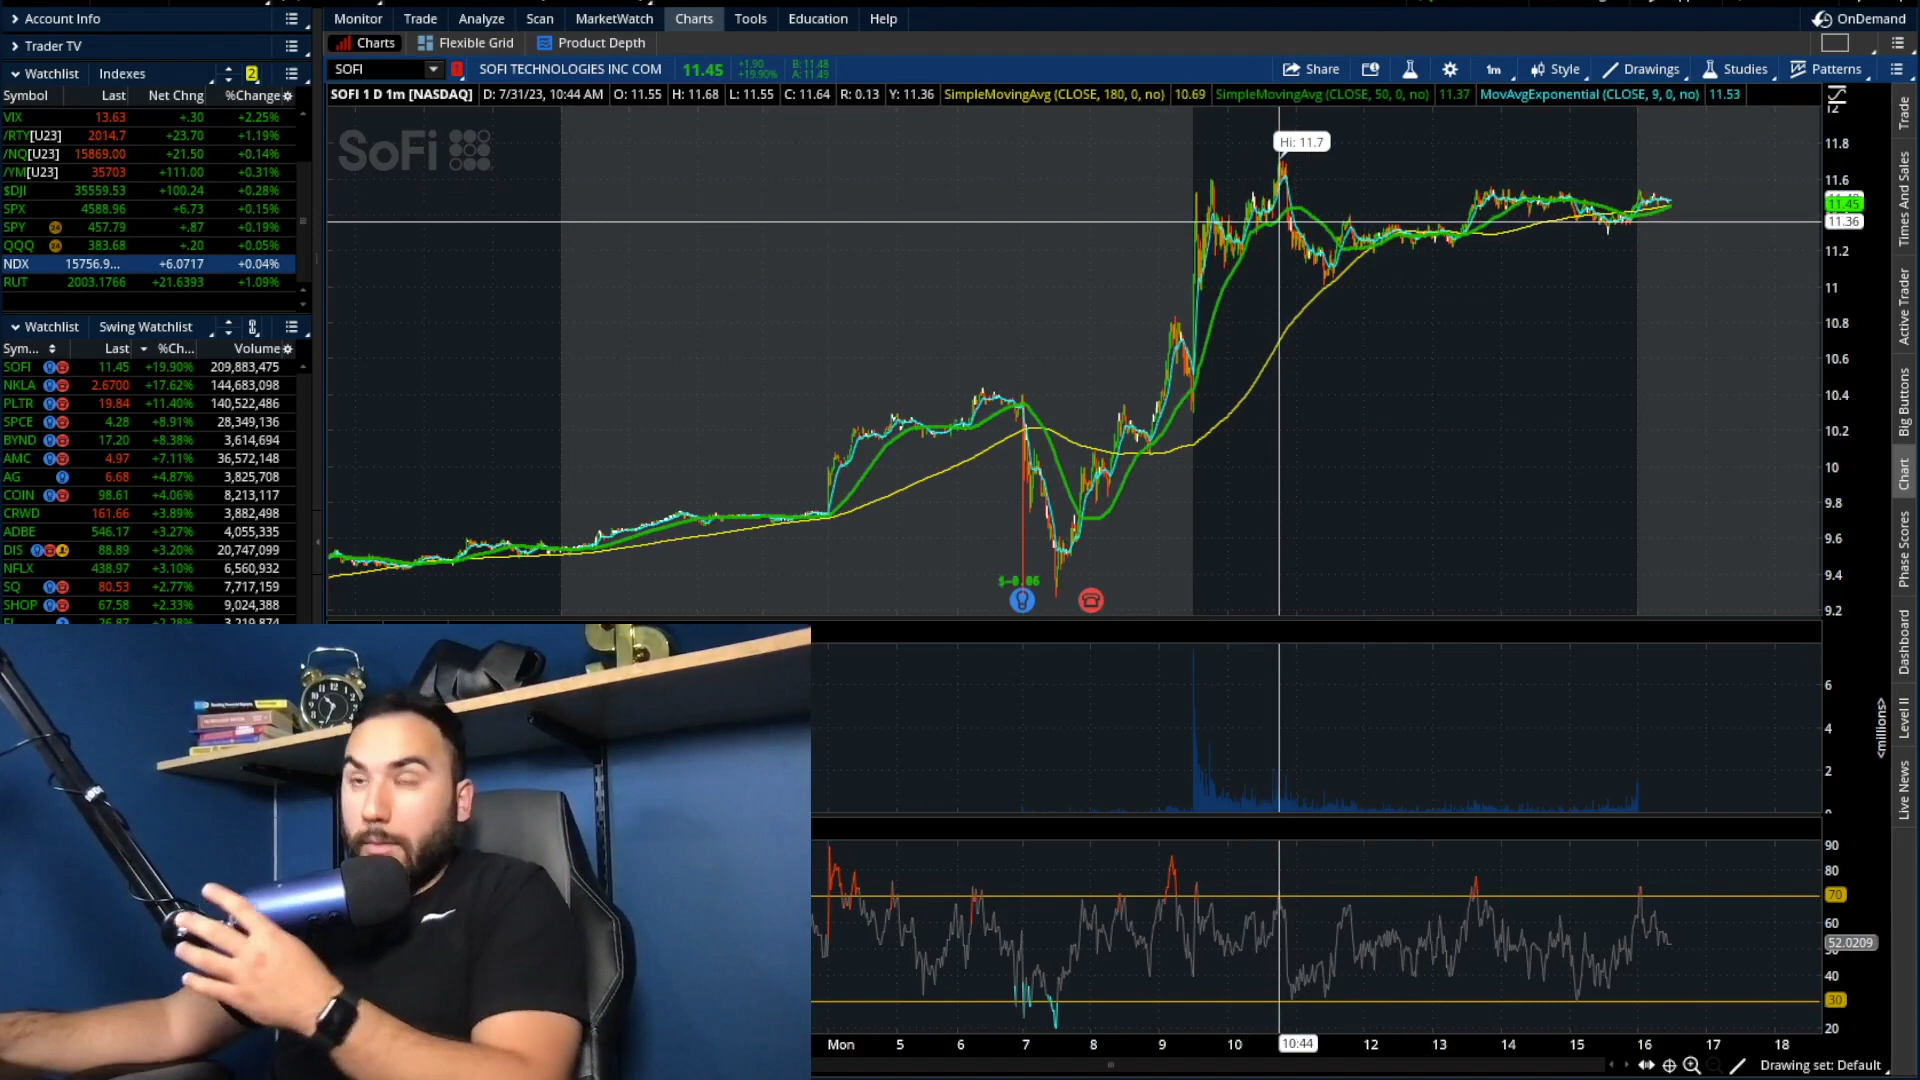 Account Info
Trader TV
Watchlist Indexes 2
Symbol Last Net Chng %Change
VIX 13.63 +.30 +2.25%
/RTY[U23] 2014.7 +23.70 +1.19%
/NQ[U23] 15869.00 +21.50 +0.14%
/YM[U23] 35703 +111.00 +0.31%
$DJI 35559.53 +100.24 +0.28%
SPX 4588.96 +6.73 +0.15%
SPY 457.79 +.87 +0.19%
QQQ 383.68 +.20 +0.05%
NDX 15756.9... +6.0717 +0.04%
RUT 2003.1766 +21.6393 +1.09%
Watchlist Swing Watchlist
Sym... Last %Ch... Volume
SOFI 11.45 +19.90% 209,883,475
NKLA 2.6700 +17.62% 144,683,098
PLTR 19.84 +11.40% 140,522,486
SPCE 4.28 +8.91% 28,349,136
BYND 17.20 +8.38% 3,614,694
AMC 4.97 +7.11% 36,572,148
AG 6.68 +4.87% 3,825,708
COIN 98.61 +4.06% 8,213,117
CRWD 161.66 +3.89% 3,882,498
ADBE 546.17 +3.27% 4,055,335
DIS 88.89 +3.20% 20,747,099
NFLX 438.97 +3.10% 6,560,932
SQ 80.53 +2.77% 7,717,159
SHOP 67.58 +2.33% 9,024,388
Monitor Trade Analyze Scan MarketWatch Charts Tools Education Help OnDemand
Charts Flexible Grid Product Depth
SOFI SOFI TECHNOLOGIES INC COM 11.45 +1.90 +19.90% B: 11.48 A: 11.49 Share 1m Style Drawings Studies Patterns
SOFI 1 D 1m [NASDAQ] D: 7/31/23, 10:44 AM O: 11.55 H: 11.68 L: 11.55 C: 11.64 R: 0.13 Y: 11.36 SimpleMovingAvg (CLOSE, 180, 0, no) 10.69 SimpleMovingAvg (CLOSE, 50, 0, no) 11.37 MovAvgExponential (CLOSE, 9, 0, no) 11.53
SoFi
Hi: 11.7
$-0.06
11.8
11.6
11.45
11.36
11.2
11
10.8
10.6
10.4
10.2
10
9.8
9.6
9.4
9.2
6
4
2
<millions>
90
80
70
60
52.0209
40
30
20
Mon 5 6 7 8 9 10 10:44 12 13 14 15 16 17 18
Drawing set: Default
Trade
Times And Sales
Active Trader
Big Buttons
Chart
Phase Scores
Dashboard
Level II
Live News